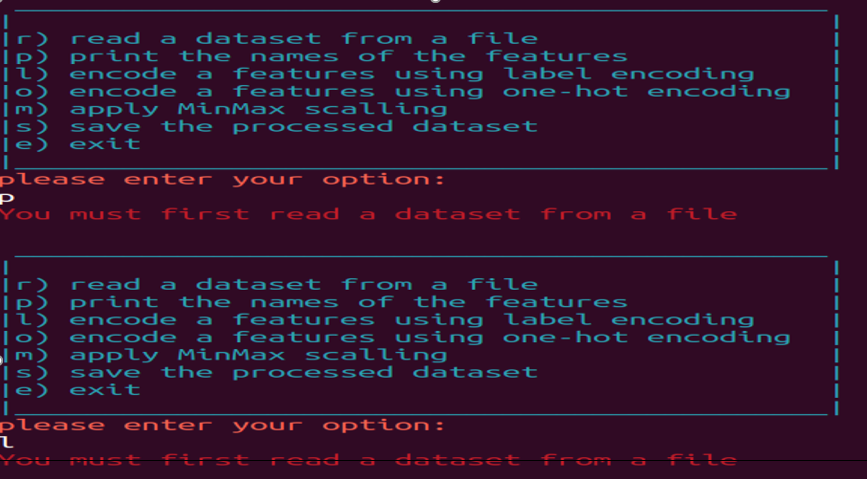 r) read a dataset from a file
p) print the names of the features
l) encode a features using label encoding
o) encode a features using one-hot encoding
m) apply MinMax scalling
s) save the processed dataset
e) exit
please enter your option:
p
You must first read a dataset from a file
r) read a dataset from a file
p) print the names of the features
l) encode a features using label encoding
o) encode a features using one-hot encoding
m) apply MinMax scalling
s) save the processed dataset
e) exit
please enter your option:
l
You must first read a dataset from a file